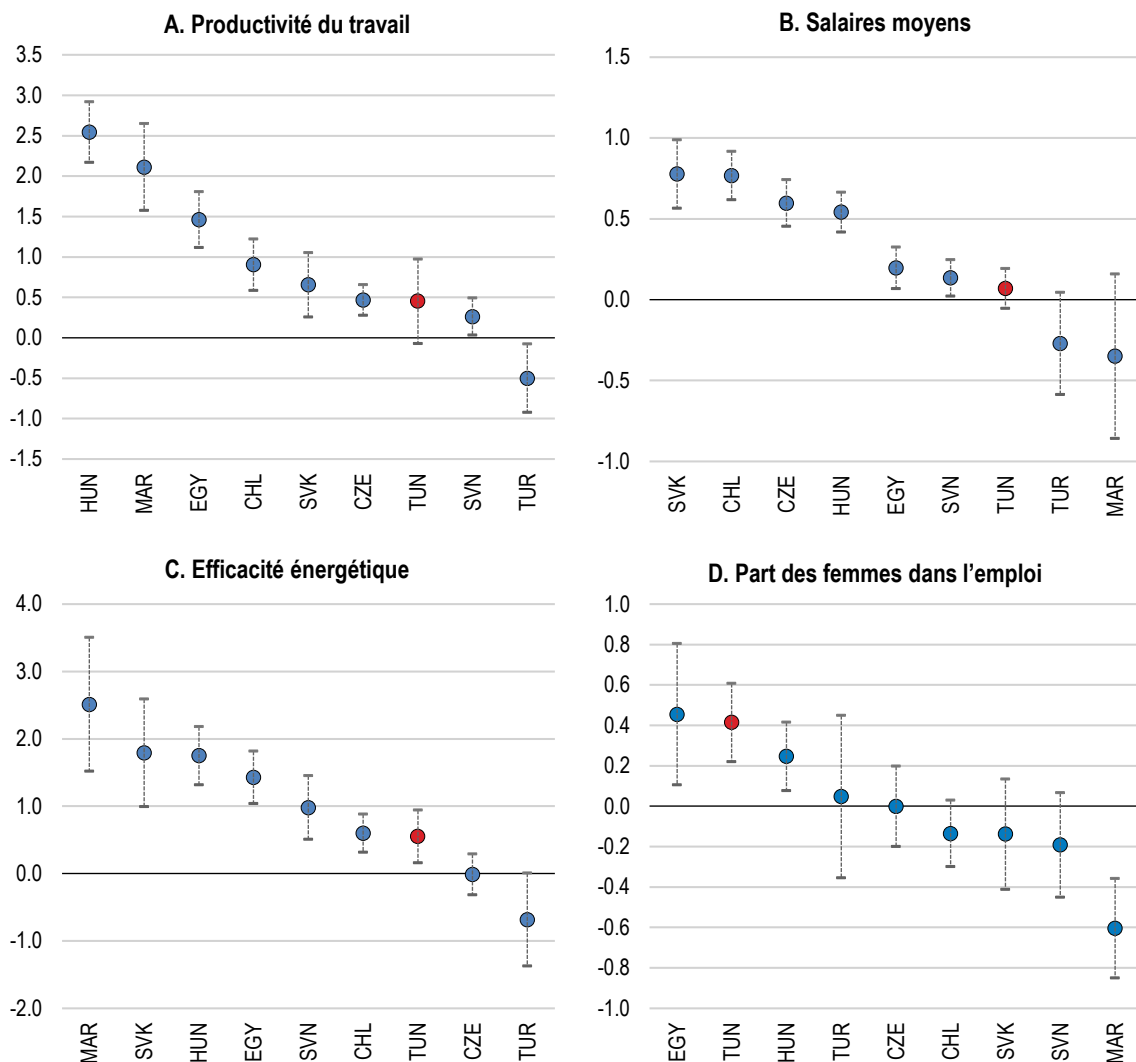 A. Productivité du travail
3.5
3.0
2.5
2.0
1.5
1.0
0.5
0.0
-0.5
-1.0
-1.5
HUN
MAR
EGY
CHL
SVK
CZE
TUN
SVN
TUR
B. Salaires moyens
1.5
1.0
0.5
0.0
-0.5
-1.0
SVK
CHL
CZE
HUN
EGY
SVN
TUN
TUR
MAR
C. Efficacité énergétique
4.0
3.0
2.0
1.0
0.0
-1.0
-2.0
MAR
SVK
HUN
EGY
SVN
CHL
TUN
CZE
TUR
D. Part des femmes dans l’emploi
1.0
0.8
0.6
0.4
0.2
0.0
-0.2
-0.4
-0.6
-0.8
-1.0
EGY
TUN
HUN
TUR
CZE
CHL
SVK
SVN
MAR